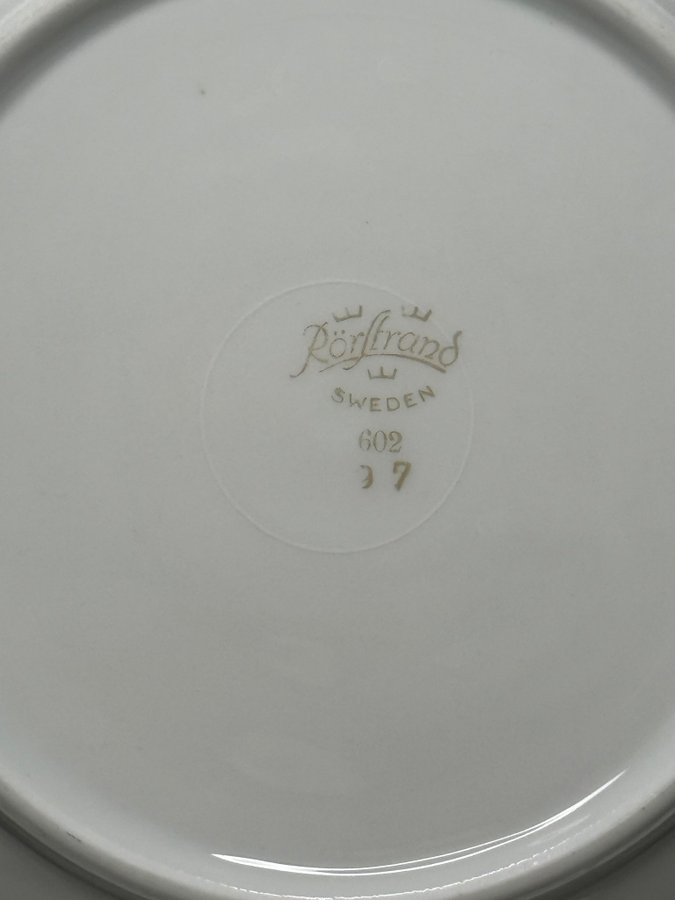 Rörstrand
SWEDEN
602
7